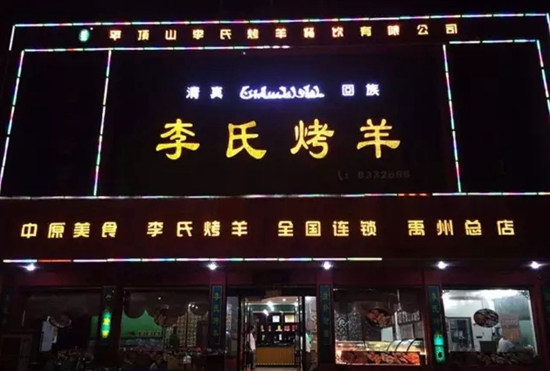 平顶山李氏烤羊餐饮有限公司
清真 回族
李氏烤羊
8332666
中原美食 李氏烤羊 全国连锁 禹州总店